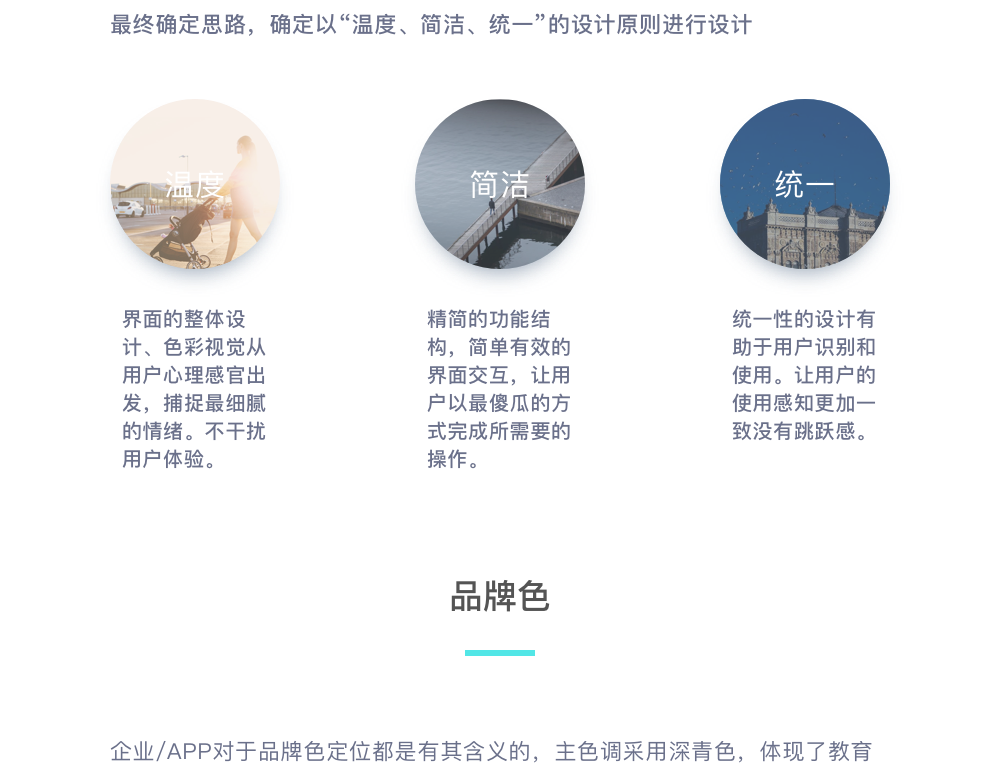 最终确定思路，确定以“温度、简洁、统一”的设计原则进行设计
温度
简洁
统一
界面的整体设
计、色彩视觉从
用户心理感官出
发，捕捉最细腻
的情绪。不干扰
用户体验。
精简的功能结
构，简单有效的
界面交互，让用
户以最傻瓜的方
式完成所需要的
操作。
统一性的设计有
助于用户识别和
使用。让用户的
使用感知更加一
致没有跳跃感。
品牌色
企业/APP对于品牌色定位都是有其含义的，主色调采用深青色，体现了教育